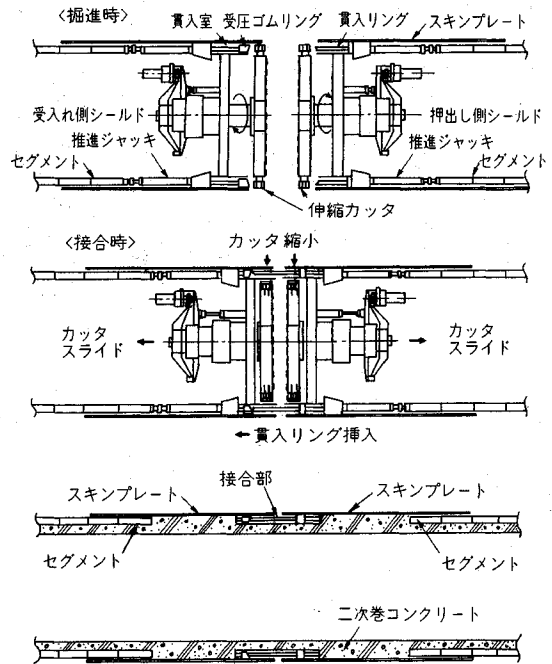 <掘進時>
貫入室 受圧ゴムリング 貫入リング スキンプレート
受入れ側シールド 押出し側シールド
推進ジャッキ 推進ジャッキ
セグメント セグメント
伸縮カッタ
<接合時>
カッタ縮小
カッタ
スライド
カッタ
スライド
貫入リング挿入
スキンプレート 接合部 スキンプレート
セグメント セグメント
二次巻コンクリート